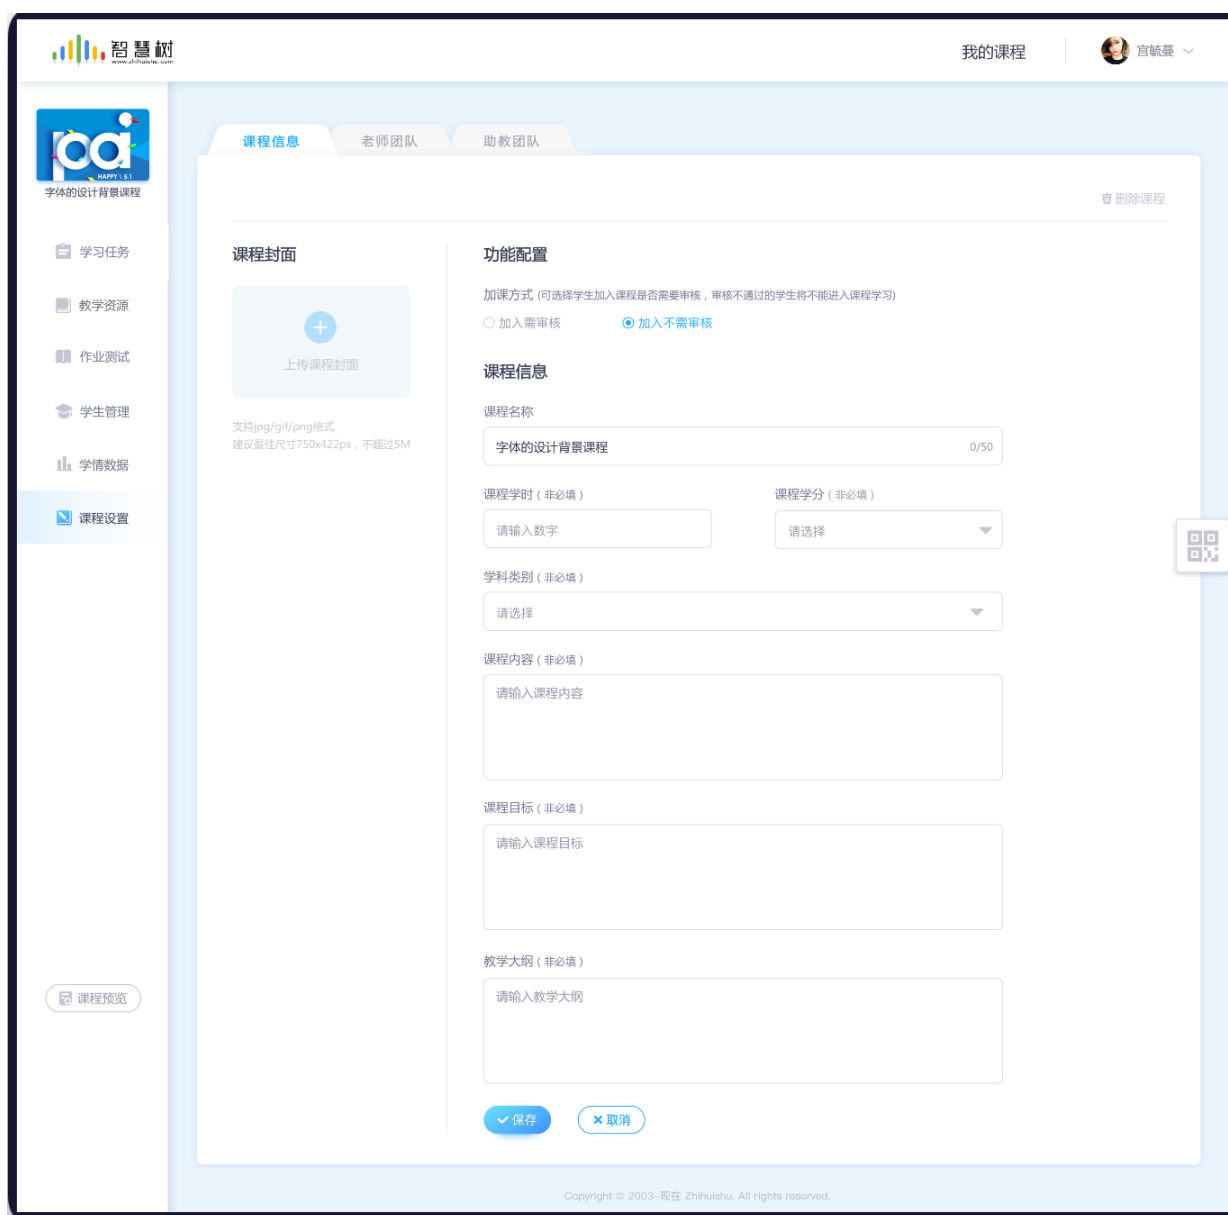 智慧树
www.zhihuishu.com
我的课程
宫毓蔓
HAPPY 5.1
字体的设计背景课程
学习任务
教学资源
作业测试
学生管理
学情数据
课程设置
课程预览
课程信息
老师团队
助教团队
删除课程
课程封面
上传课程封面
支持jpg/gif/png格式
建议最佳尺寸750x422px，不超过5M
功能配置
加课方式 (可选择学生加入课程是否需要审核，审核不通过的学生将不能进入课程学习)
加入需审核
加入不需审核
课程信息
课程名称
字体的设计背景课程 0/50
课程学时（非必填） 课程学分（非必填）
请输入数字 请选择
学科类别（非必填）
请选择
课程内容（非必填）
请输入课程内容
课程目标（非必填）
请输入课程目标
教学大纲（非必填）
请输入教学大纲
保存
取消
Copyright © 2003-现在 Zhihuishu. All rights reserved.